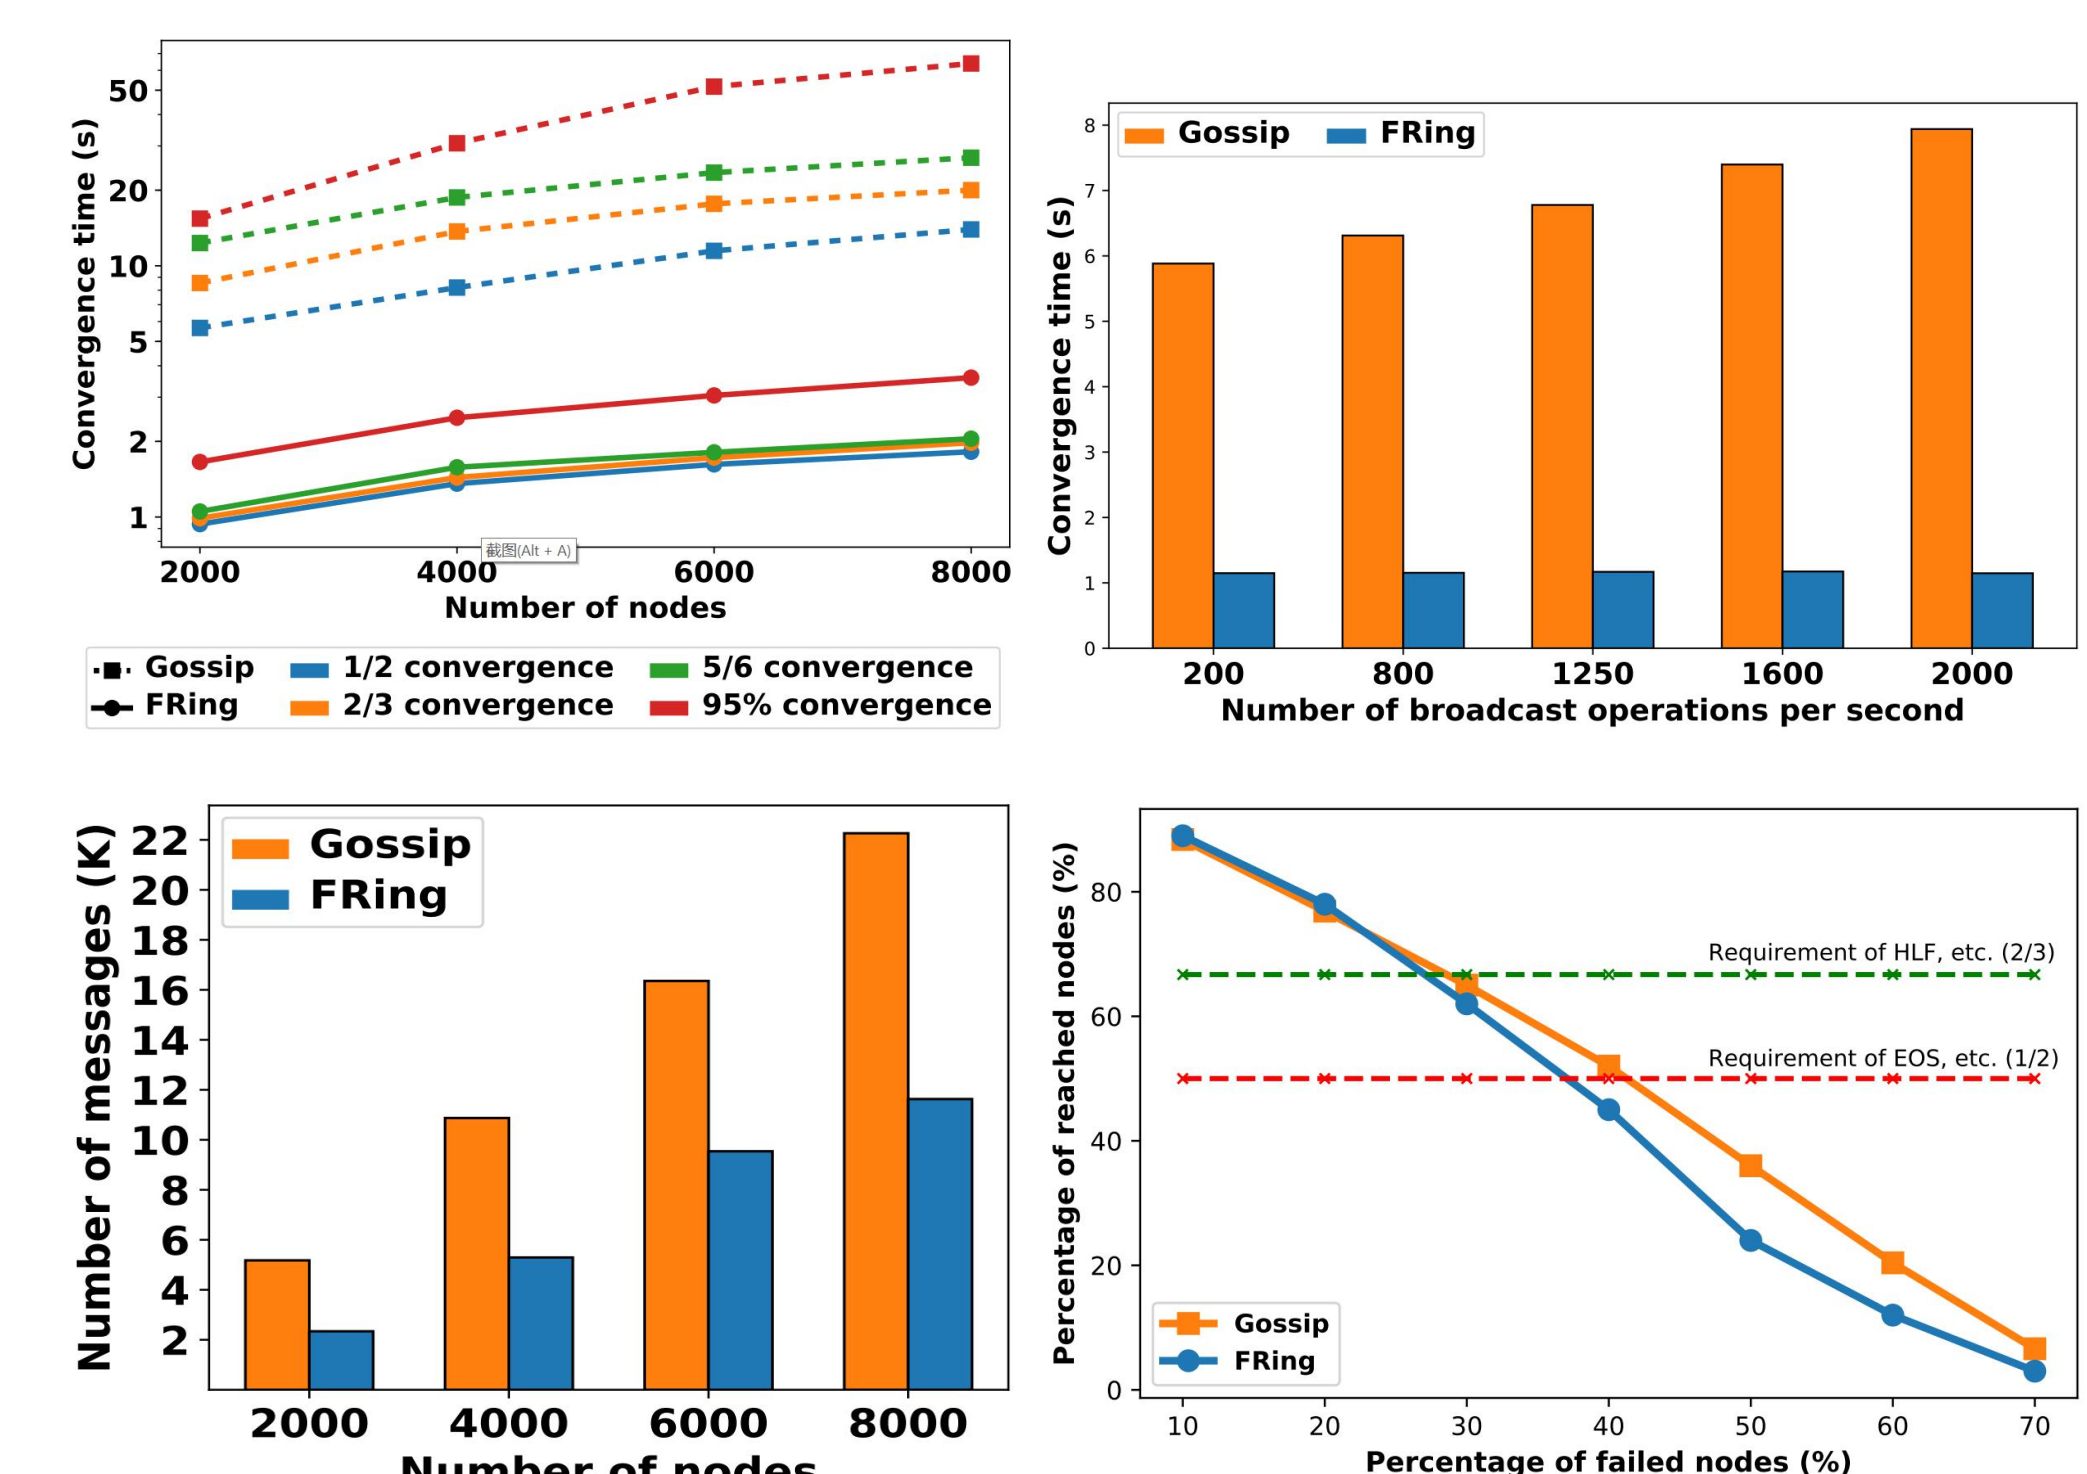 50
20
10
5
2
1
Convergence time (s)
2000 4000 6000 8000
截图(Alt + A)
Number of nodes
Gossip 1/2 convergence 5/6 convergence
FRing 2/3 convergence 95% convergence
Gossip FRing
8
7
6
5
4
3
2
1
0
Convergence time (s)
200 800 1250 1600 2000
Number of broadcast operations per second
Gossip
FRing
22
20
18
16
14
12
10
8
6
4
2
Number of messages (K)
2000 4000 6000 8000
Number of nodes
80
60
40
20
0
Percentage of reached nodes (%)
Requirement of HLF, etc. (2/3)
Requirement of EOS, etc. (1/2)
Gossip
FRing
10 20 30 40 50 60 70
Percentage of failed nodes (%)